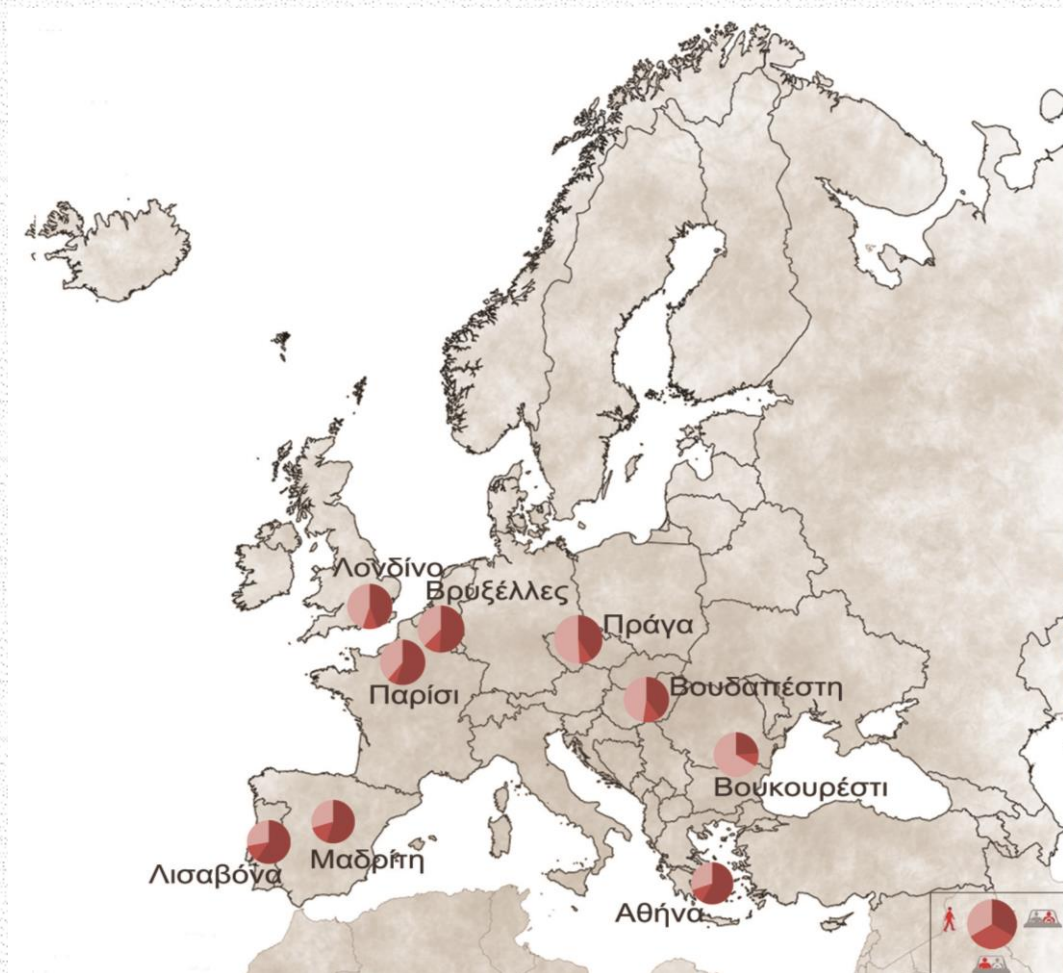 Λονδίνο
Βρυξέλλες
Πράγα
Παρίσι
Βουδαπέστη
Βουκουρέστι
Μαδρίτη
Λισαβόνα
Αθήνα